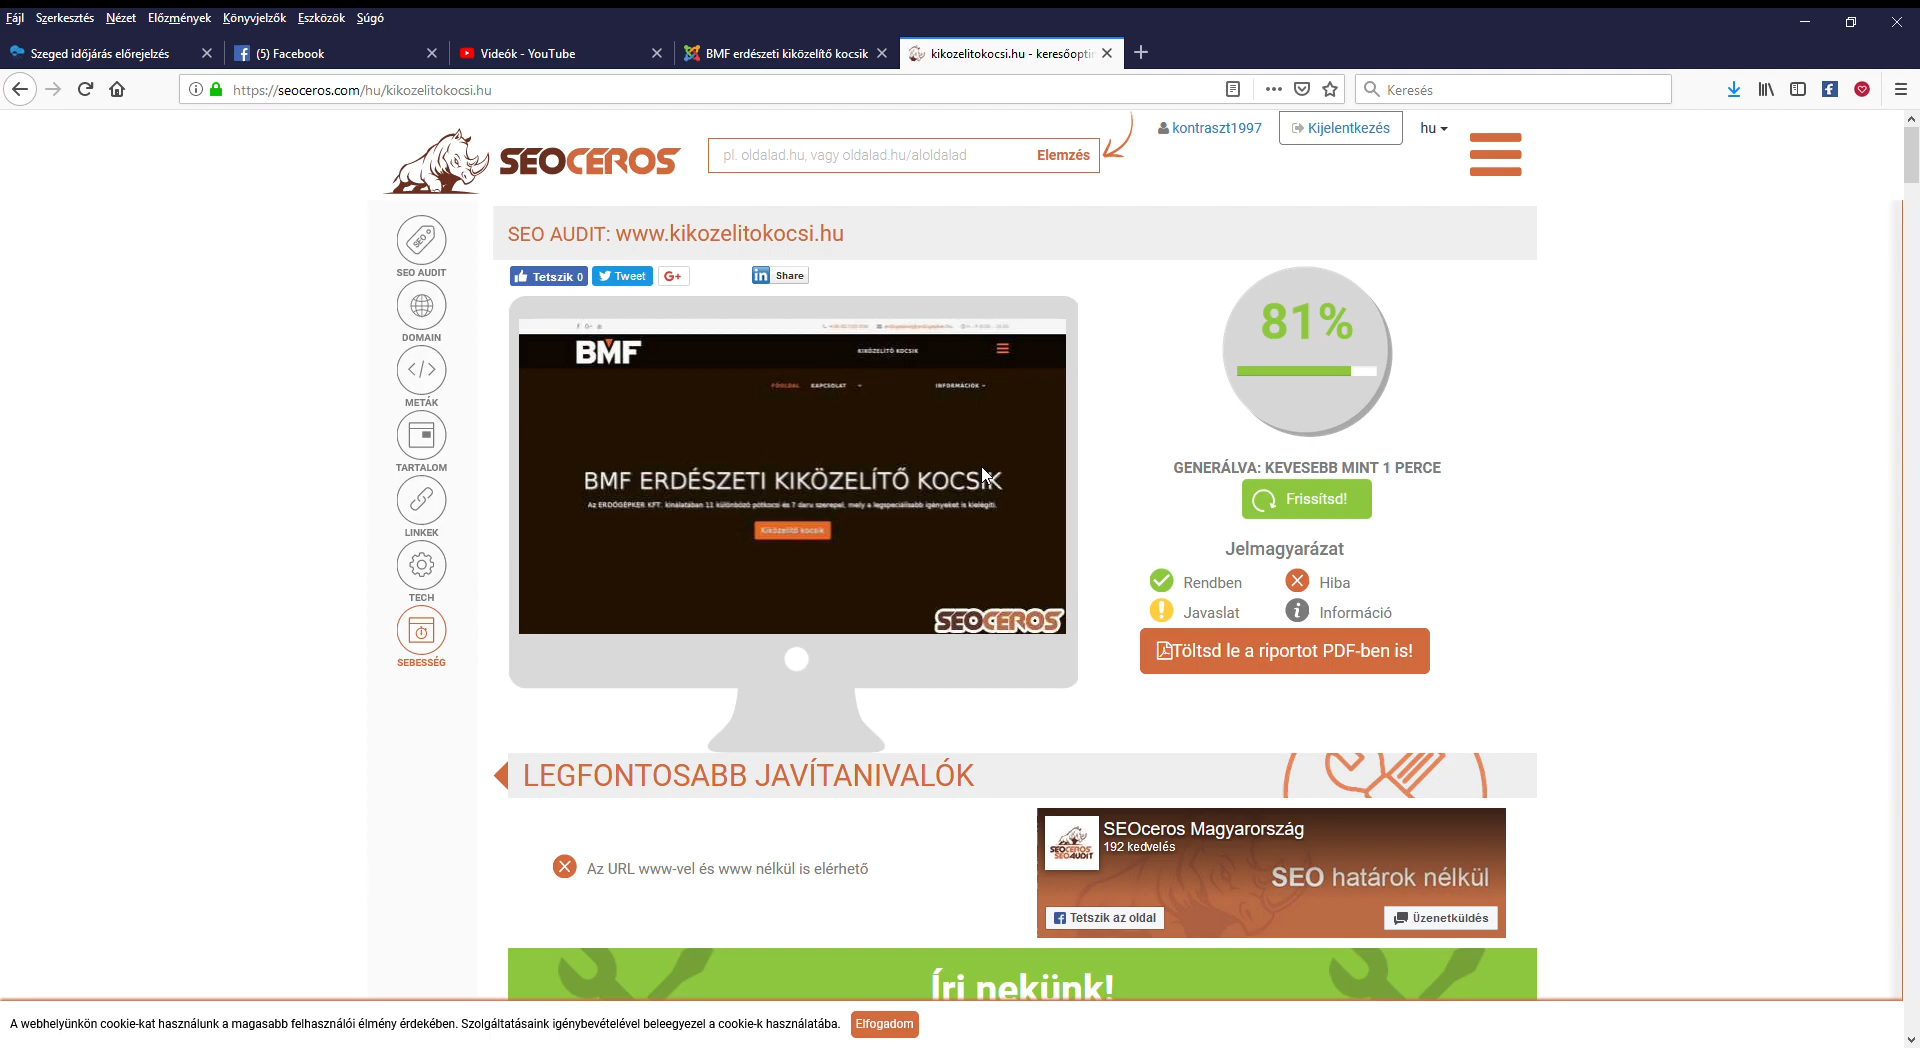 Fájl Szerkesztés Nézet Előzmények Könyvjelzők Eszközök Súgó
Szeged időjárás előrejelzés
(5) Facebook
Videók - YouTube
BMF erdészeti kiközelítő kocsik
kikozelitokocsi.hu - keresőopti
https://seoceros.com/hu/kikozelitokocsi.hu
Keresés
SEOCEROS
pl. oldalad.hu, vagy oldalad.hu/aloldalad
Elemzés
kontraszt1997
Kijelentkezés
hu
SEO AUDIT: www.kikozelitokocsi.hu
SEO
SEO AUDIT
DOMAIN
METÁK
TARTALOM
LINKEK
TECH
SEBESSÉG
Tetszik 0
Tweet
G+
in Share
BMF
KIKÖZELÍTŐ KOCSIK
FŐOLDAL KAPCSOLAT
INFORMÁCIÓK
BMF ERDÉSZETI KIKÖZELÍTŐ KOCSIK
Az ERDŐGÉPKER KFT. kínálatában 11 különböző pótkocsi és 7 daru szerepel, mely a legspeciálisabb igényeket is kielégíti.
Kiközelítő kocsik
SEOCEROS
81%
GENERÁLVA: KEVESEBB MINT 1 PERCE
Frissítsd!
Jelmagyarázat
Rendben
Hiba
Javaslat
Információ
Töltsd le a riportot PDF-ben is!
LEGFONTOSABB JAVÍTANIVALÓK
Az URL www-vel és www nélkül is elérhető
SEOCEROS
SEOAUDIT
SEOceros Magyarország
192 kedvelés
SEO határok nélkül
Tetszik az oldal
Üzenetküldés
Írj nekünk!
A webhelyünkön cookie-kat használunk a magasabb felhasználói élmény érdekében. Szolgáltatásaink igénybevételével beleegyezel a cookie-k használatába.
Elfogadom